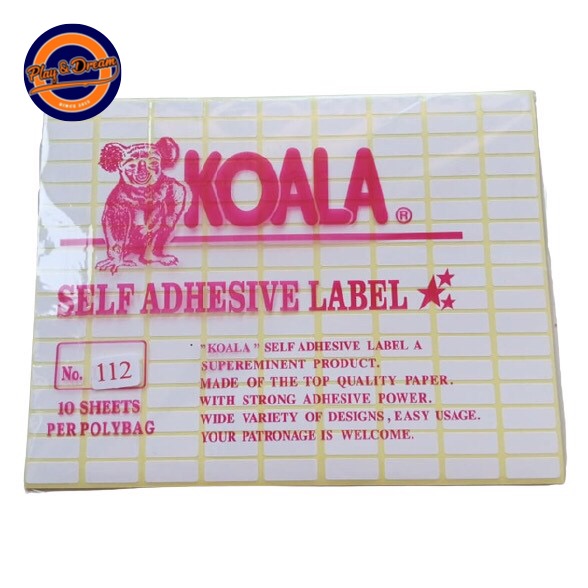 Play & Dream
SINCE 2017
KOALA®
SELF ADHESIVE LABEL
No. 112
10 SHEETS
PER POLYBAG
"KOALA" SELF ADHESIVE LABEL A
SUPEREMINENT PRODUCT.
MADE OF THE TOP QUALITY PAPER.
WITH STRONG ADHESIVE POWER.
WIDE VARIETY OF DESIGNS, EASY USAGE.
YOUR PATRONAGE IS WELCOME.